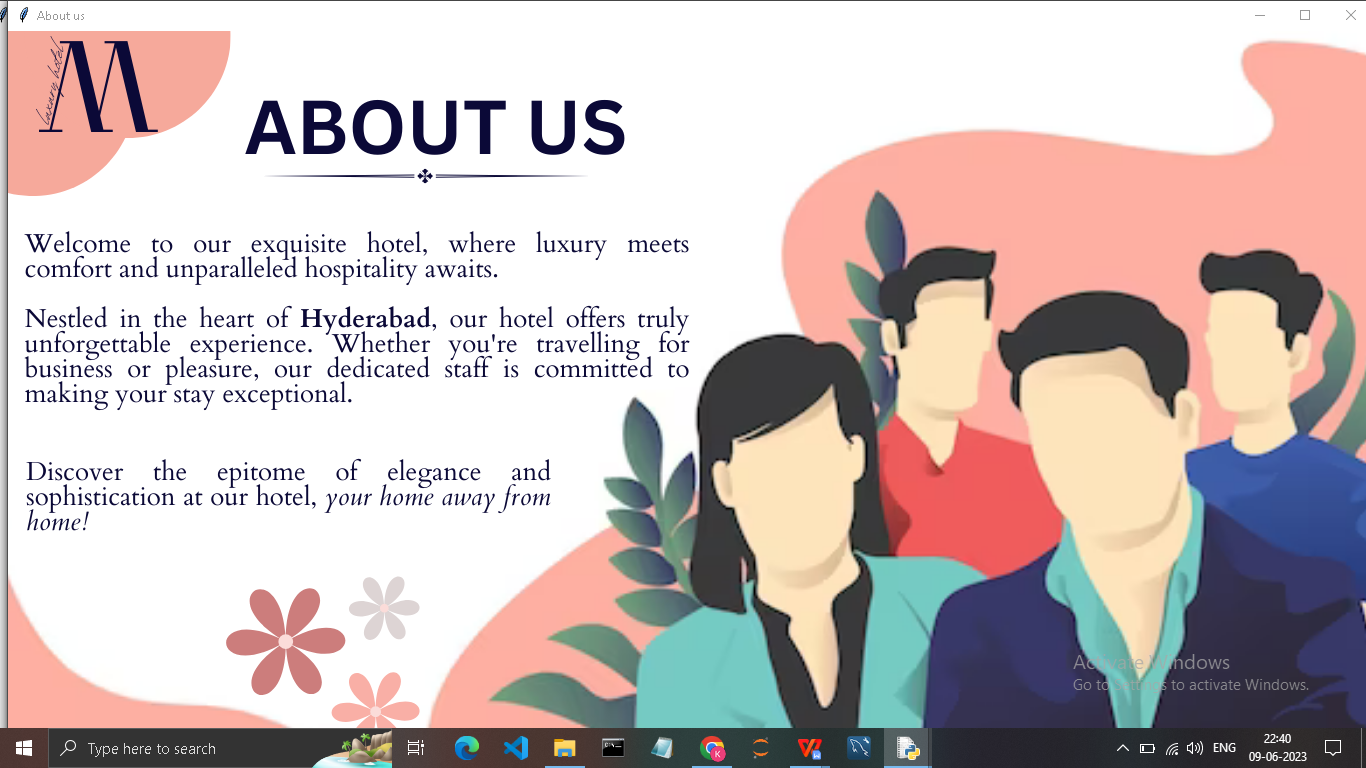 About us
luxury hotel
M
ABOUT US
Welcome to our exquisite hotel, where luxury meets
comfort and unparalleled hospitality awaits.
Nestled in the heart of Hyderabad, our hotel offers truly
unforgettable experience. Whether you're travelling for
business or pleasure, our dedicated staff is committed to
making your stay exceptional.
Discover the epitome of elegance and
sophistication at our hotel, your home away from
home!
Activate Windows
Go to Settings to activate Windows.
Type here to search
K
ENG
22:40
09-06-2023